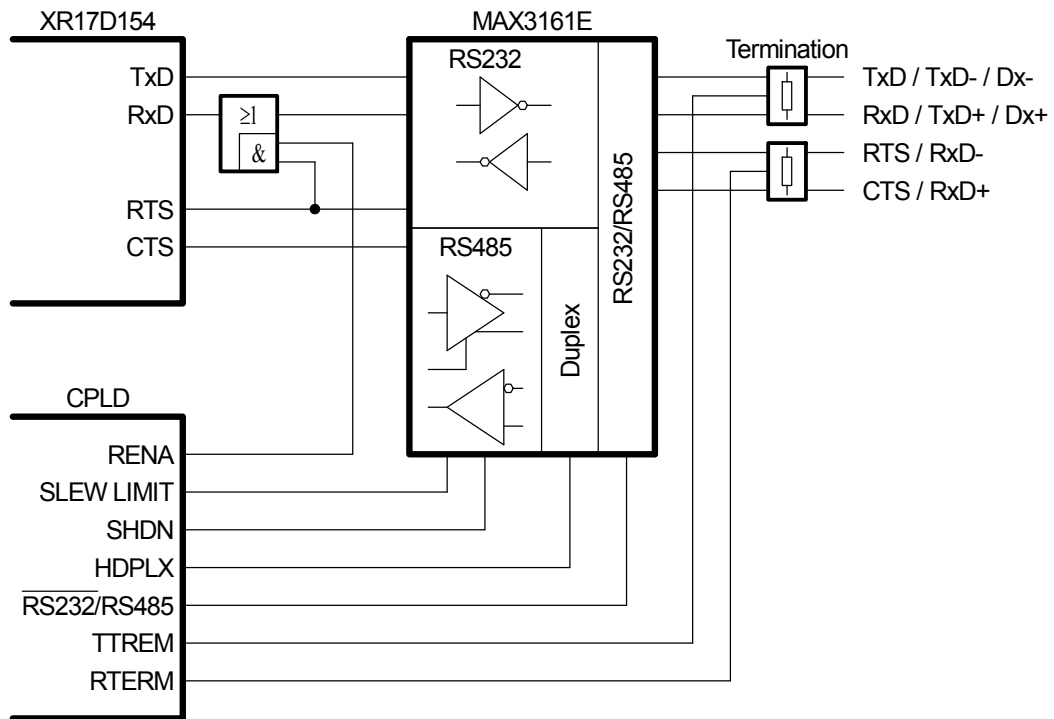 XR17D154
MAX3161E
Termination
TxD
RxD
RTS
CTS
≥1
&
RS232
RS485
Duplex
RS232/RS485
TxD / TxD- / Dx-
RxD / TxD+ / Dx+
RTS / RxD-
CTS / RxD+
CPLD
RENA
SLEW LIMIT
SHDN
HDPLX
RS232/RS485
TTREM
RTERM